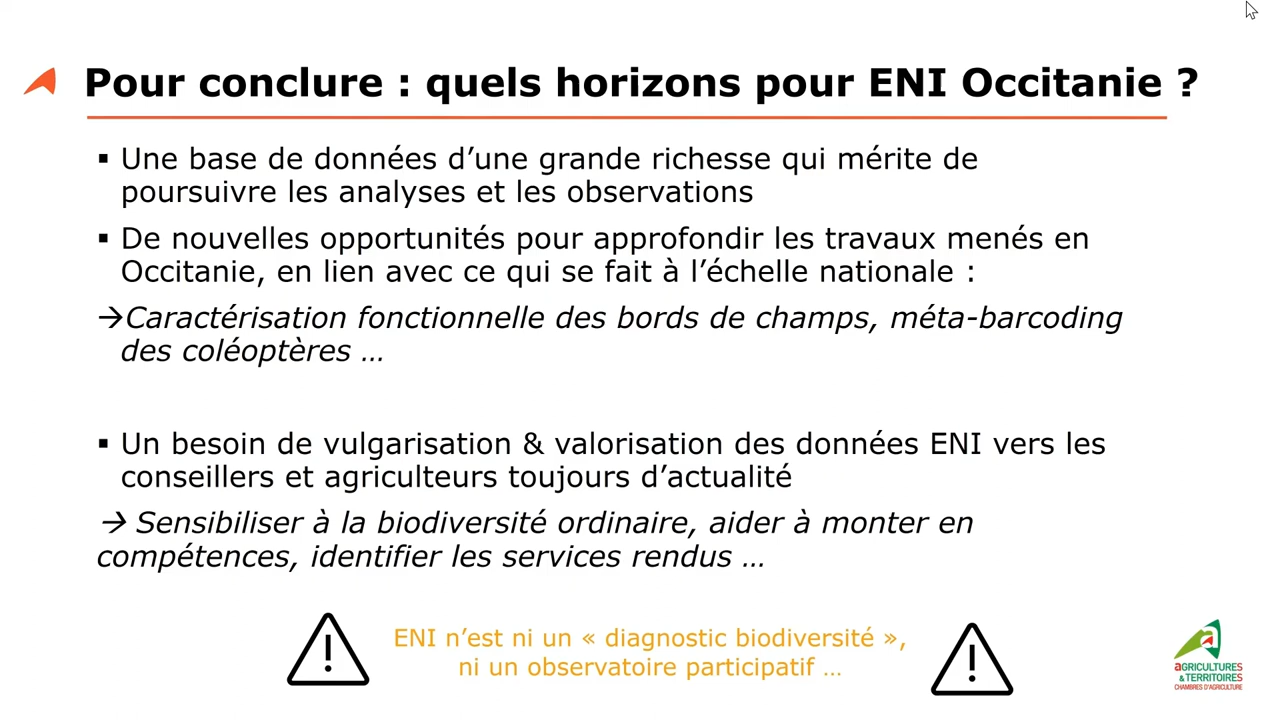 Pour conclure : quels horizons pour ENI Occitanie ?
▪ Une base de données d’une grande richesse qui mérite de
poursuivre les analyses et les observations
▪ De nouvelles opportunités pour approfondir les travaux menés en
Occitanie, en lien avec ce qui se fait à l’échelle nationale :
→Caractérisation fonctionnelle des bords de champs, méta-barcoding
des coléoptères …
▪ Un besoin de vulgarisation & valorisation des données ENI vers les
conseillers et agriculteurs toujours d’actualité
→ Sensibiliser à la biodiversité ordinaire, aider à monter en
compétences, identifier les services rendus …
ENI n’est ni un « diagnostic biodiversité »,
ni un observatoire participatif …
AGRICULTURES
& TERRITOIRES
CHAMBRES D'AGRICULTURE